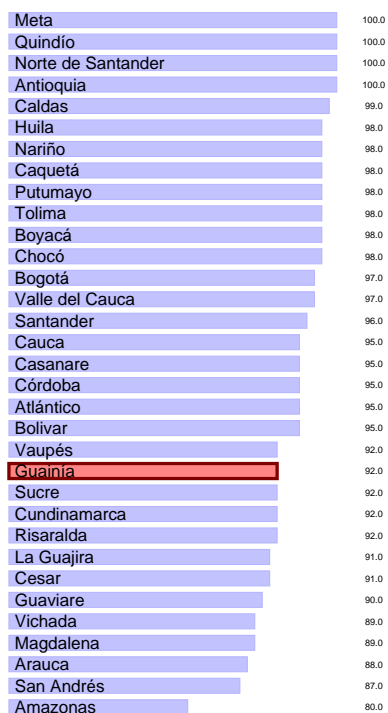 Meta 100.0
Quindío 100.0
Norte de Santander 100.0
Antioquia 100.0
Caldas 99.0
Huila 98.0
Nariño 98.0
Caquetá 98.0
Putumayo 98.0
Tolima 98.0
Boyacá 98.0
Chocó 98.0
Bogotá 97.0
Valle del Cauca 97.0
Santander 96.0
Cauca 95.0
Casanare 95.0
Córdoba 95.0
Atlántico 95.0
Bolivar 95.0
Vaupés 92.0
Guainía 92.0
Sucre 92.0
Cundinamarca 92.0
Risaralda 92.0
La Guajira 91.0
Cesar 91.0
Guaviare 90.0
Vichada 89.0
Magdalena 89.0
Arauca 88.0
San Andrés 87.0
Amazonas 80.0